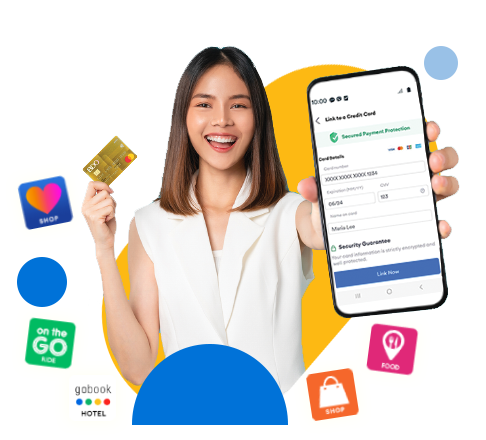 10:00
Link to a Credit Card
Secured Payment Protection
Card Details
Card number
XXXX XXXX XXXX 1234
Expiration (MM/YY)
CVV
06/24
123
Name on card
Maria Lee
Security Guarantee
Your card information is strictly encrypted and
well protected.
Link Now
SHOP
on the
GO
RIDE
gobook
HOTEL
FOOD
SHOP